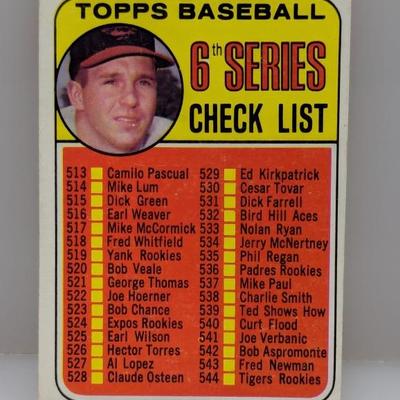 TOPPS BASEBALL
6th SERIES
CHECK LIST
513 Camilo Pascual
514 Mike Lum
515 Dick Green
516 Earl Weaver
517 Mike McCormick
518 Fred Whitfield
519 Yank Rookies
520 Bob Veale
521 George Thomas
522 Joe Hoerner
523 Bob Chance
524 Expos Rookies
525 Earl Wilson
526 Hector Torres
527 Al Lopez
528 Claude Osteen
529 Ed Kirkpatrick
530 Cesar Tovar
531 Dick Farrell
532 Bird Hill Aces
533 Nolan Ryan
534 Jerry McNertney
535 Phil Regan
536 Padres Rookies
537 Mike Paul
538 Charlie Smith
539 Ted Shows How
540 Curt Flood
541 Joe Verbanic
542 Bob Aspromonte
543 Fred Newman
544 Tigers Rookies